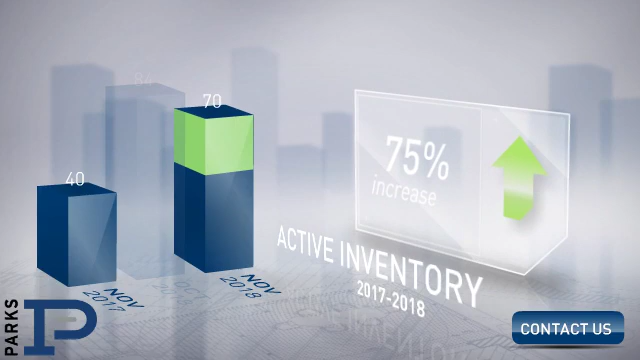 40
70
NOV
2017
NOV
2018
75%
increase
ACTIVE INVENTORY
2017-2018
PARKS
P
CONTACT US